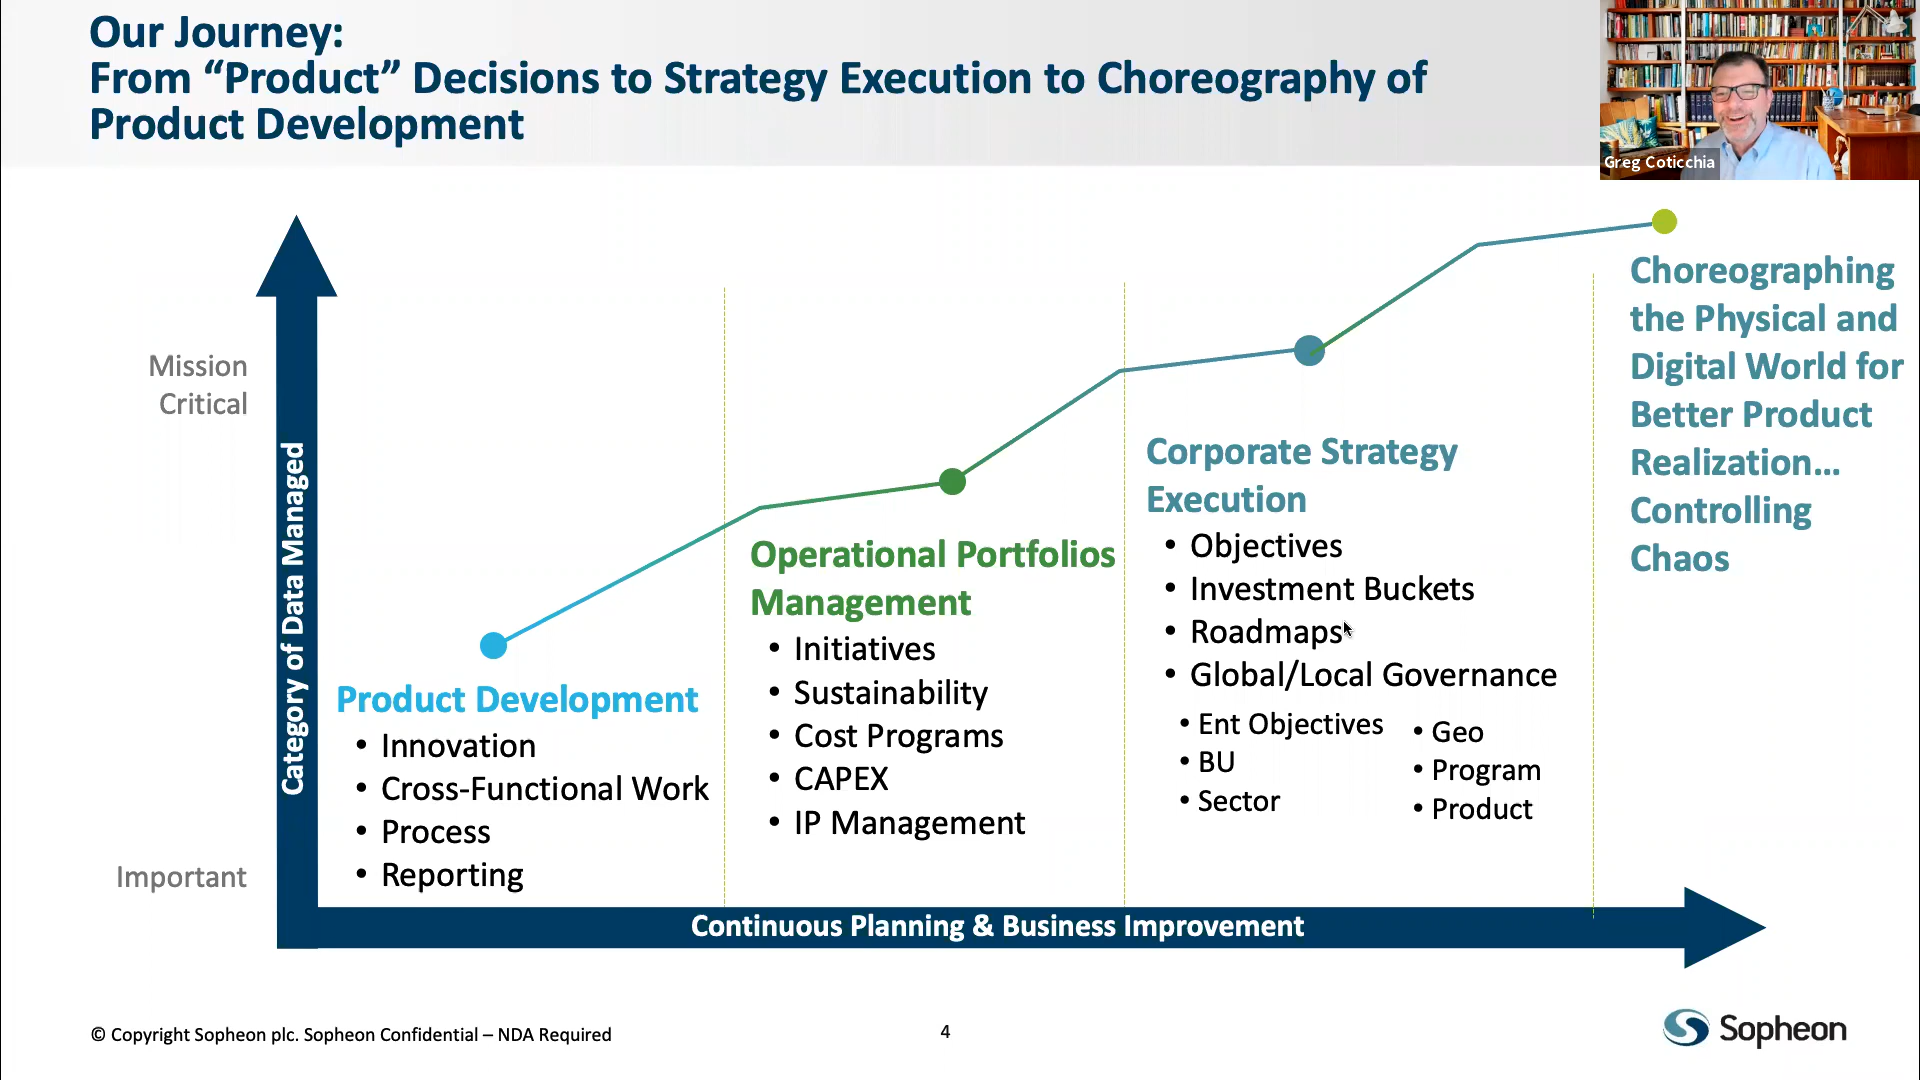 Our Journey:
From “Product” Decisions to Strategy Execution to Choreography of
Product Development
Greg Coticchia
Mission
Critical
Important
Category of Data Managed
Product Development
• Innovation
• Cross-Functional Work
• Process
• Reporting
Operational Portfolios
Management
• Initiatives
• Sustainability
• Cost Programs
• CAPEX
• IP Management
Corporate Strategy
Execution
• Objectives
• Investment Buckets
• Roadmaps
• Global/Local Governance
• Ent Objectives
• BU
• Sector
• Geo
• Program
• Product
Choreographing
the Physical and
Digital World for
Better Product
Realization...
Controlling
Chaos
Continuous Planning & Business Improvement
© Copyright Sopheon plc. Sopheon Confidential – NDA Required
4
Sopheon